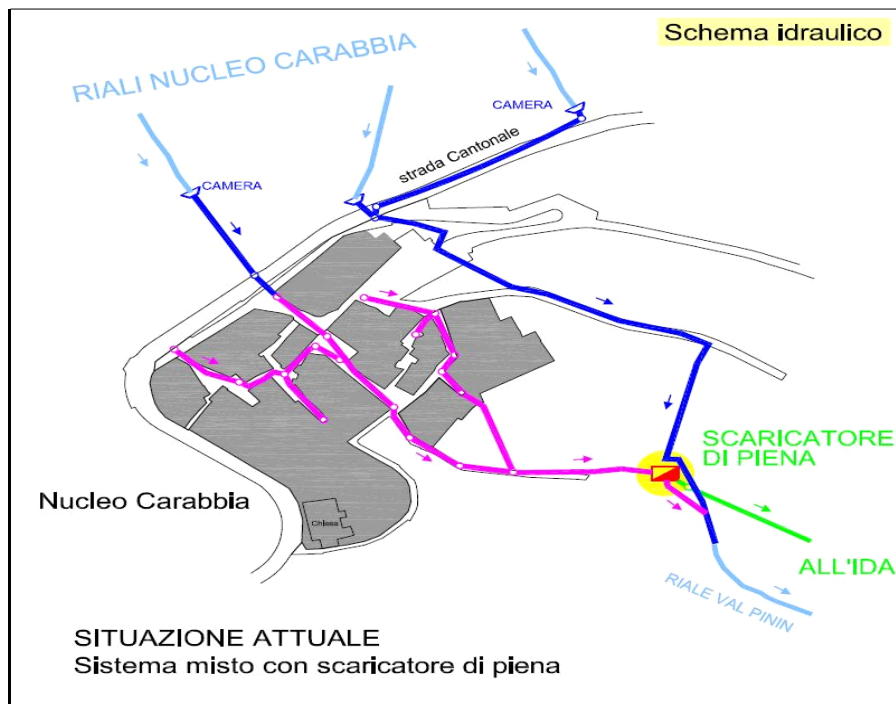 Schema idraulico
RIALI NUCLEO CARABBIA
CAMERA
strada Cantonale
CAMERA
SCARICATORE
DI PIENA
Nucleo Carabbia
Chiesa
ALL'IDA
RIALE VAL PININ
SITUAZIONE ATTUALE
Sistema misto con scaricatore di piena